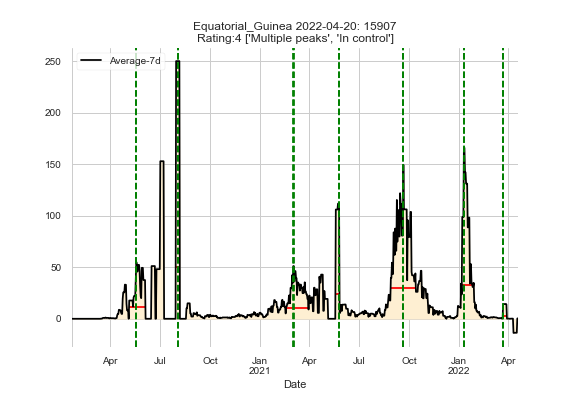 Equatorial_Guinea 2022-04-20: 15907
Rating:4 ['Multiple peaks', 'In control']
Average-7d
250
200
150
100
50
0
Apr Jul Oct Jan Apr Jul Oct Jan Apr
2021 2022
Date